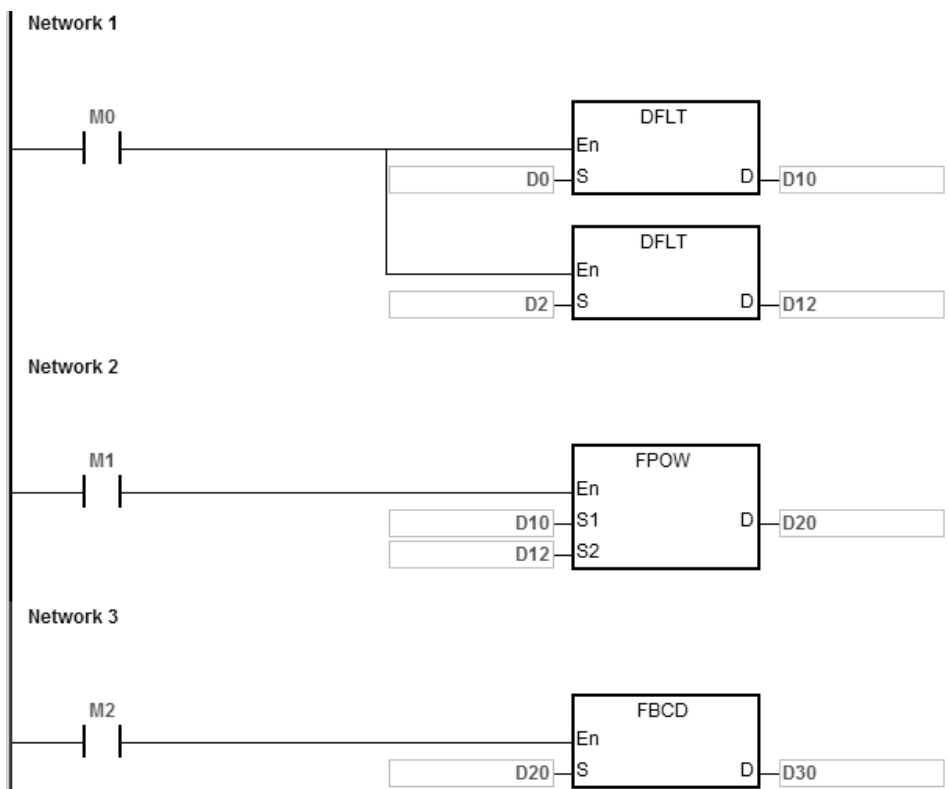 Network 1
M0
DFLT
En
D0 S D D10
DFLT
En
D2 S D D12
Network 2
M1
FPOW
En
D10 S1 D D20
D12 S2
Network 3
M2
FBCD
En
D20 S D D30